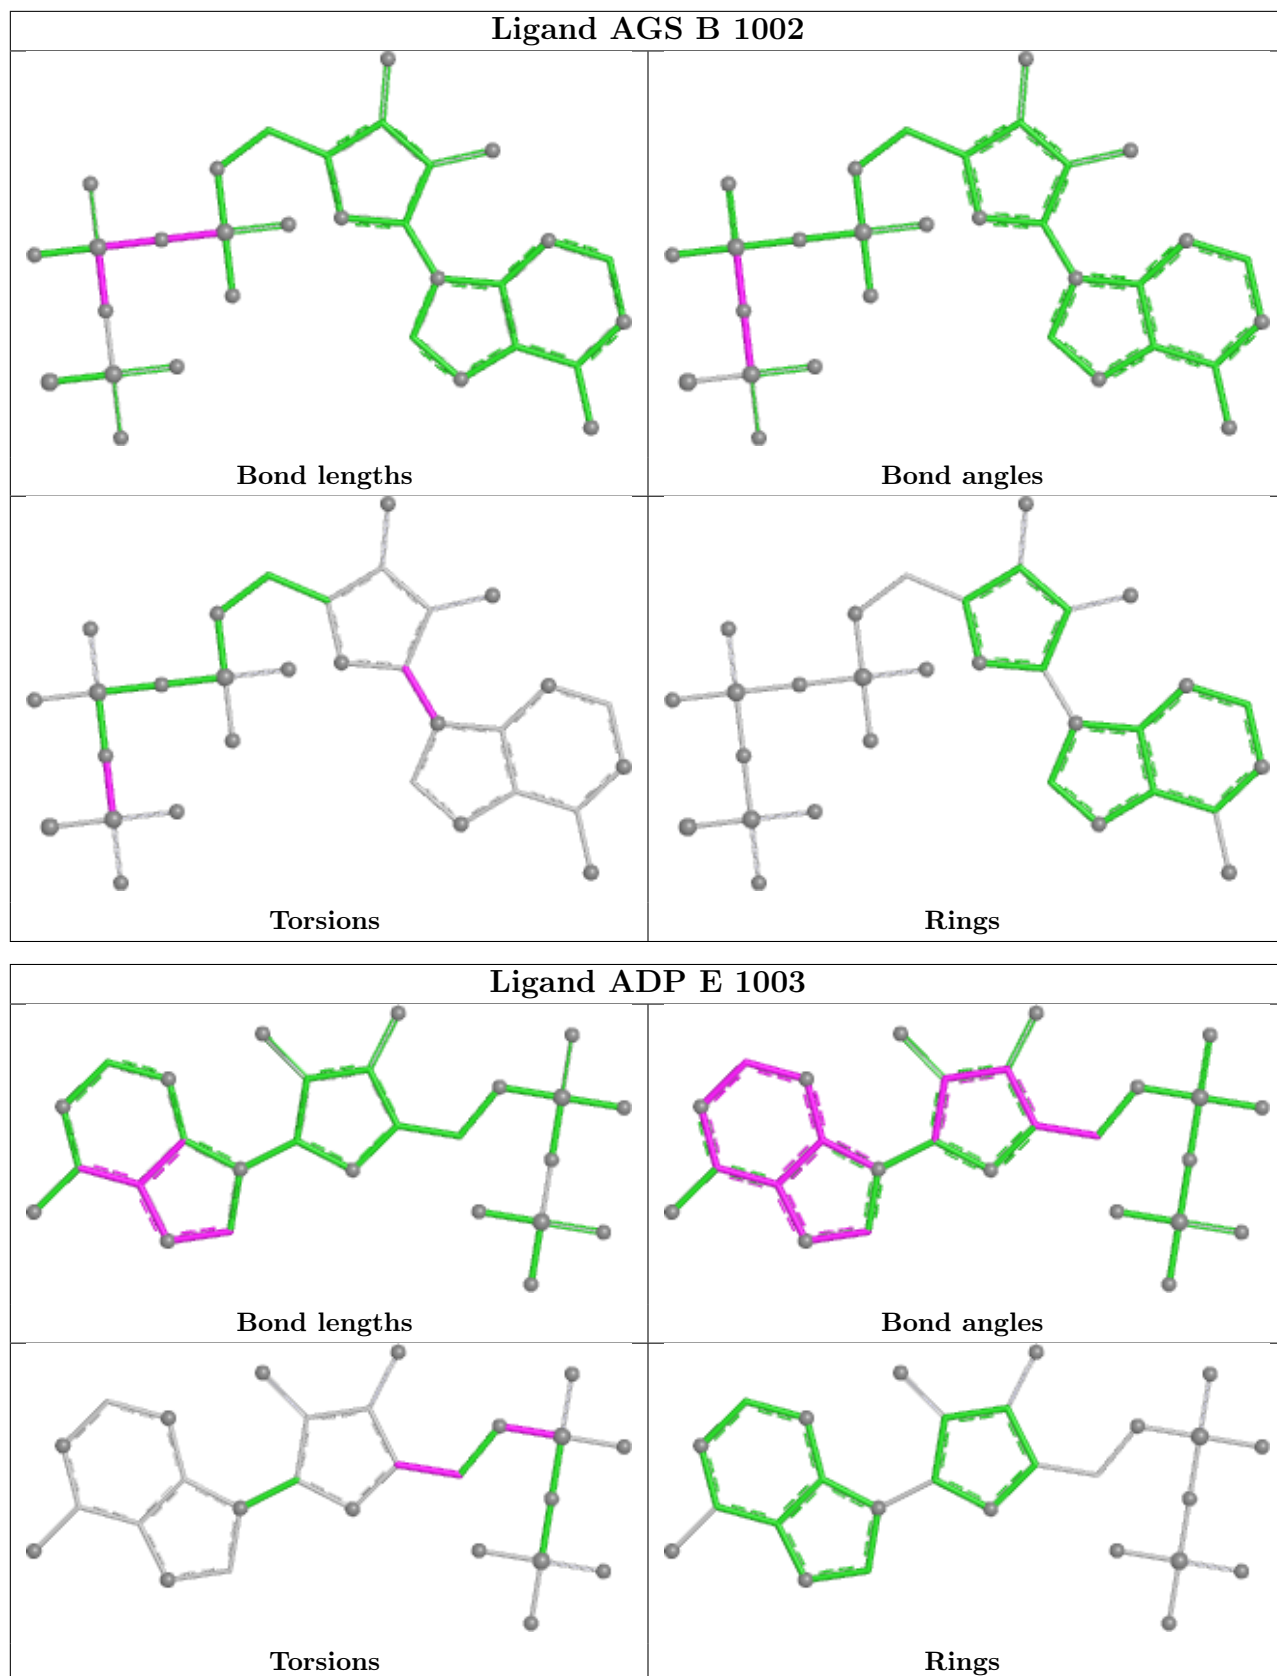 Ligand AGS B 1002
Bond lengths
Bond angles
Torsions
Rings
Ligand ADP E 1003
Bond lengths
Bond angles
Torsions
Rings